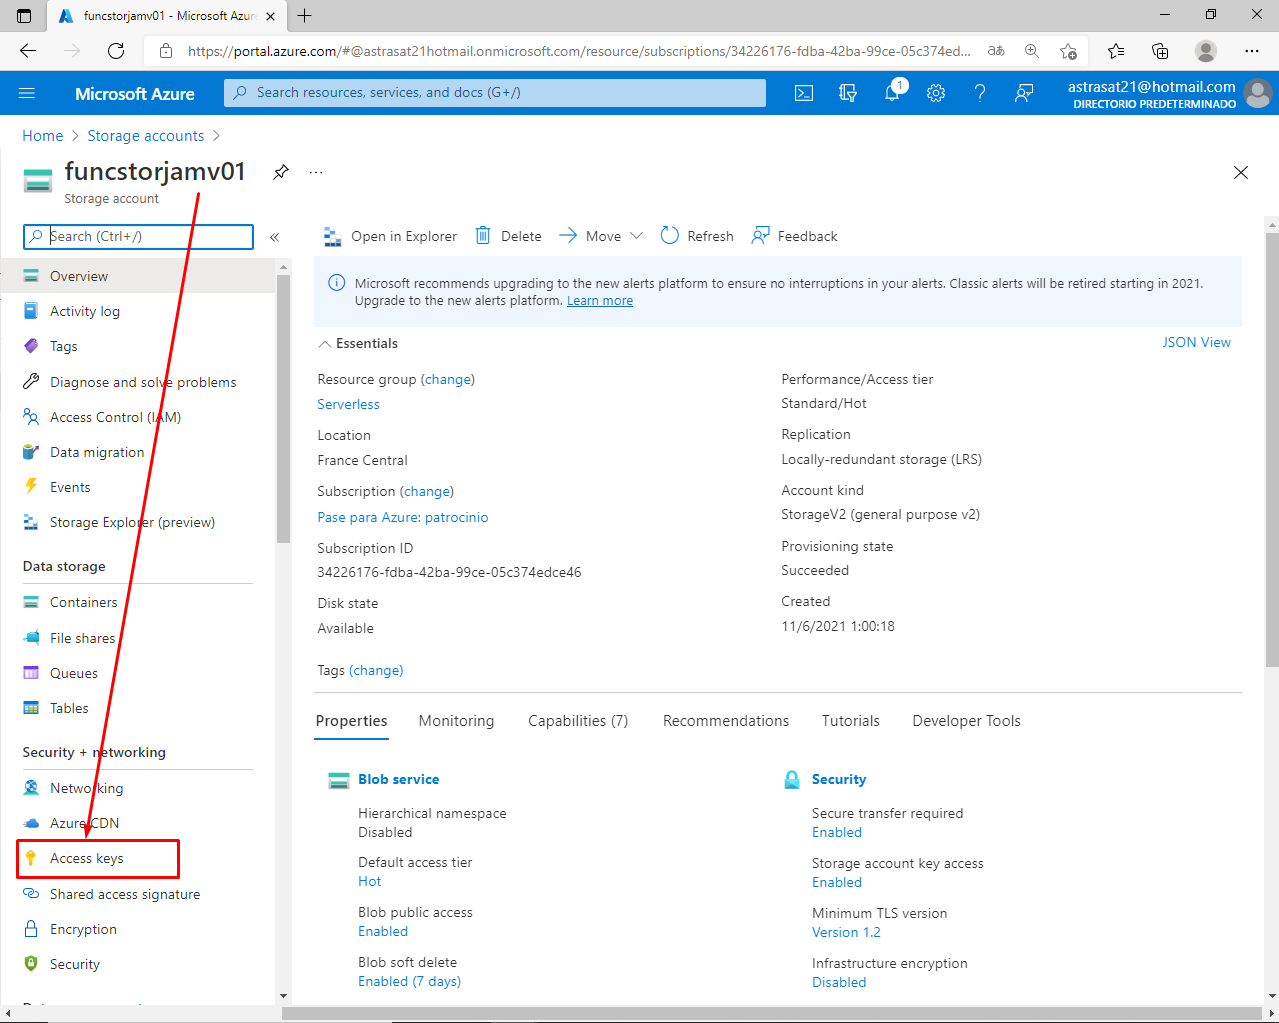 funcstorjamv01 - Microsoft Azur
https://portal.azure.com/#@astrasat21hotmail.onmicrosoft.com/resource/subscriptions/34226176-fdba-42ba-99ce-05c374ed...
aあ
Microsoft Azure
Search resources, services, and docs (G+/)
1
astrasat21@hotmail.com
DIRECTORIO PREDETERMINADO
Home > Storage accounts >
funcstorjamv01
Storage account
Search (Ctrl+/)
«
Overview
Activity log
Tags
Diagnose and solve problems
Access Control (IAM)
Data migration
Events
Storage Explorer (preview)
Data storage
Containers
File shares
Queues
Tables
Security + networking
Networking
Azure CDN
Access keys
Shared access signature
Encryption
Security
Open in Explorer
Delete
Move
Refresh
Feedback
Microsoft recommends upgrading to the new alerts platform to ensure no interruptions in your alerts. Classic alerts will be retired starting in 2021.
Upgrade to the new alerts platform. Learn more
Essentials
JSON View
Resource group (change)
Serverless
Location
France Central
Subscription (change)
Pase para Azure: patrocinio
Subscription ID
34226176-fdba-42ba-99ce-05c374edce46
Disk state
Available
Performance/Access tier
Standard/Hot
Replication
Locally-redundant storage (LRS)
Account kind
StorageV2 (general purpose v2)
Provisioning state
Succeeded
Created
11/6/2021 1:00:18
Tags (change)
Properties
Monitoring
Capabilities (7)
Recommendations
Tutorials
Developer Tools
Blob service
Hierarchical namespace
Disabled
Default access tier
Hot
Blob public access
Enabled
Blob soft delete
Enabled (7 days)
Security
Secure transfer required
Enabled
Storage account key access
Enabled
Minimum TLS version
Version 1.2
Infrastructure encryption
Disabled